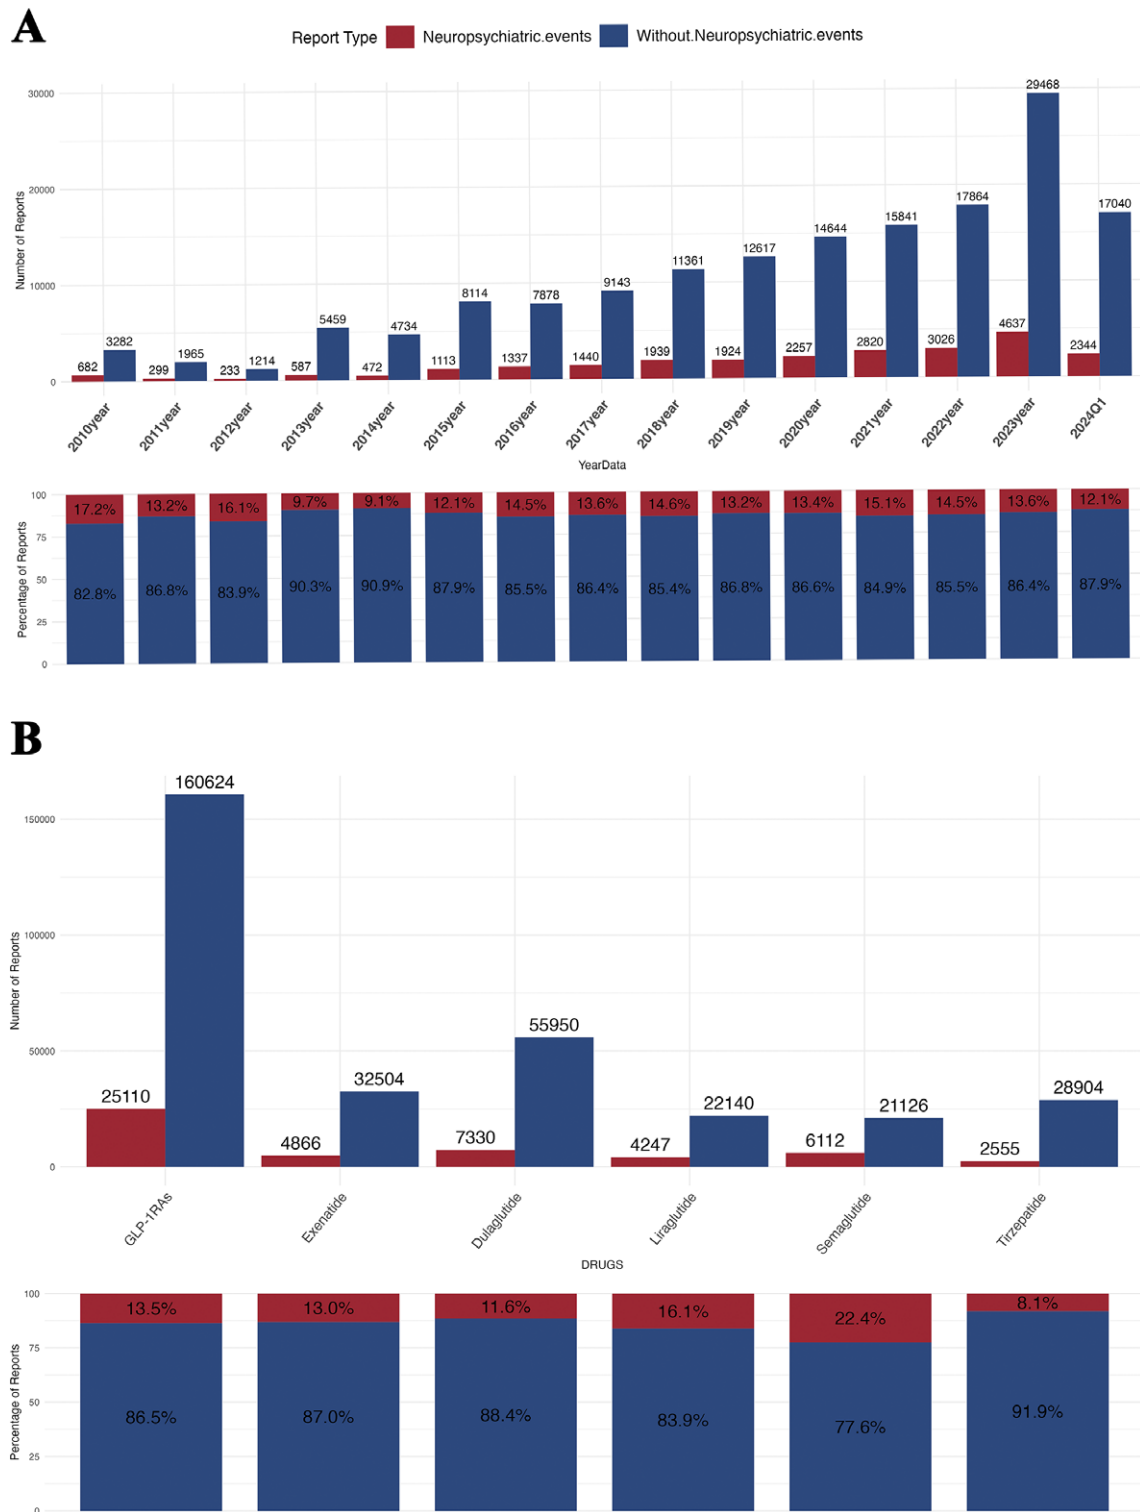 A
Report Type Neuropsychiatric.events Without.Neuropsychiatric.events
Number of Reports
30000
20000
10000
0
682 3282
299 1965
233 1214
587 5459
472 4734
1113 8114
1337 7878
1440 9143
1939 11361
1924 12617
2257 14644
2820 15841
3026 17864
4637 29468
2344 17040
2010year 2011year 2012year 2013year 2014year 2015year 2016year 2017year 2018year 2019year 2020year 2021year 2022year 2023year 2024Q1
YearData
Percentage of Reports
100
75
50
25
0
17.2% 13.2% 16.1% 9.7% 9.1% 12.1% 14.5% 13.6% 14.6% 13.2% 13.4% 15.1% 14.5% 13.6% 12.1%
82.8% 86.8% 83.9% 90.3% 90.9% 87.9% 85.5% 86.4% 85.4% 86.8% 86.6% 84.9% 85.5% 86.4% 87.9%
B
Number of Reports
150000
100000
50000
0
25110 160624
4866 32504
7330 55950
4247 22140
6112 21126
2555 28904
GLP-1RAs Exenatide Dulaglutide Liraglutide Semaglutide Tirzepatide
DRUGS
Percentage of Reports
100
75
50
25
0
13.5% 13.0% 11.6% 16.1% 22.4% 8.1%
86.5% 87.0% 88.4% 83.9% 77.6% 91.9%